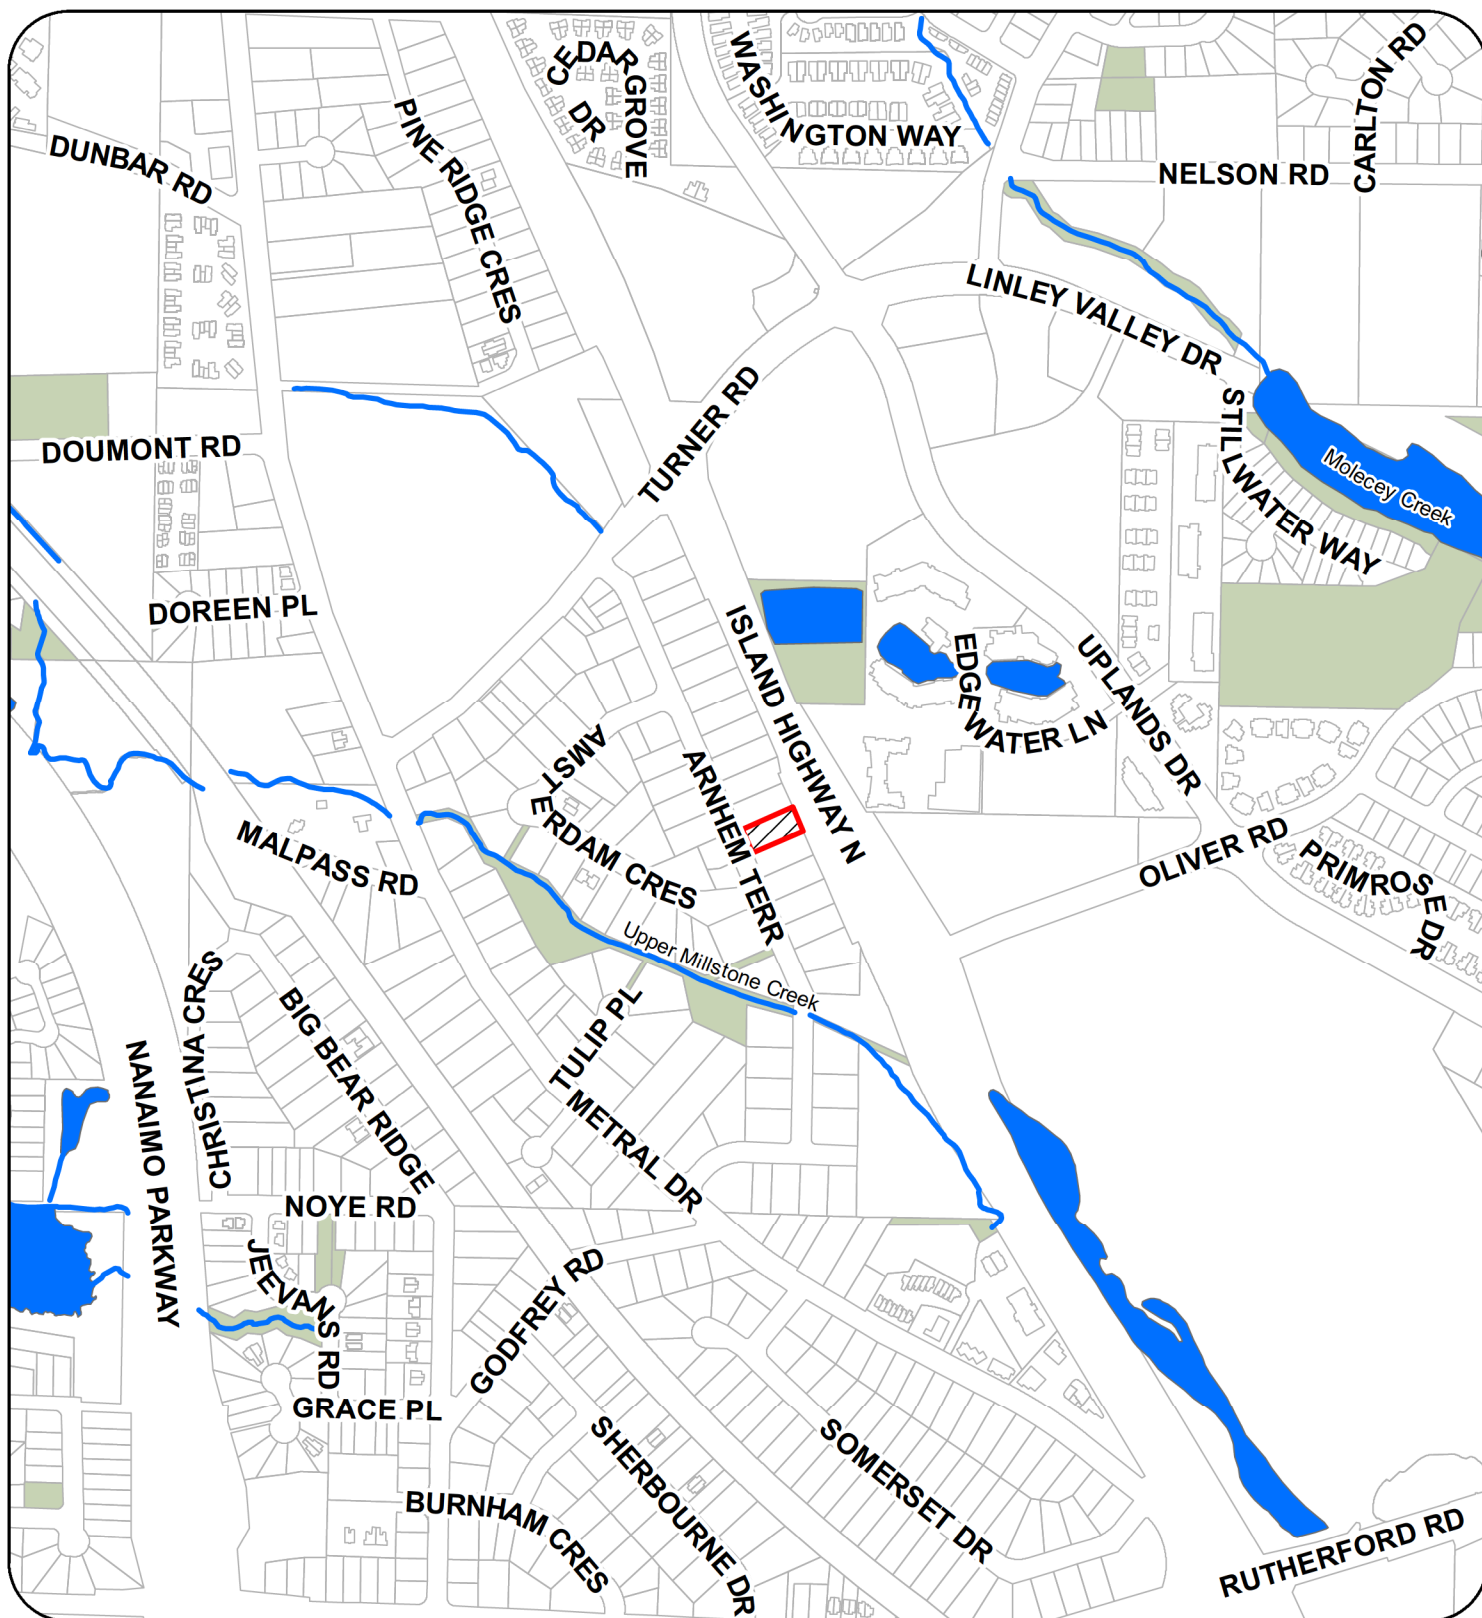 CEDARGROVE DR
WASHINGTON WAY
CARLTON RD
PINE RIDGE CRES
DUNBAR RD
NELSON RD
LINLEY VALLEY DR
TURNER RD
STILLWATER WAY
DOUMONT RD
Molecey Creek
DOREEN PL
ISLAND HIGHWAY N
EDGEWATER LN
UPLANDS DR
AMSTERDAM CRES
ARNHEM TERR
MALPASS RD
OLIVER RD
PRIMROSE DR
Upper Millstone Creek
CHRISTINA CRES
BIG BEAR RIDGE
TULIP PL
NANAIMO PARKWAY
METRAL DR
NOYE RD
JEEVANS RD
GODFREY RD
GRACE PL
SHERBOURNE DR
SOMERSET DR
BURNHAM CRES
RUTHERFORD RD